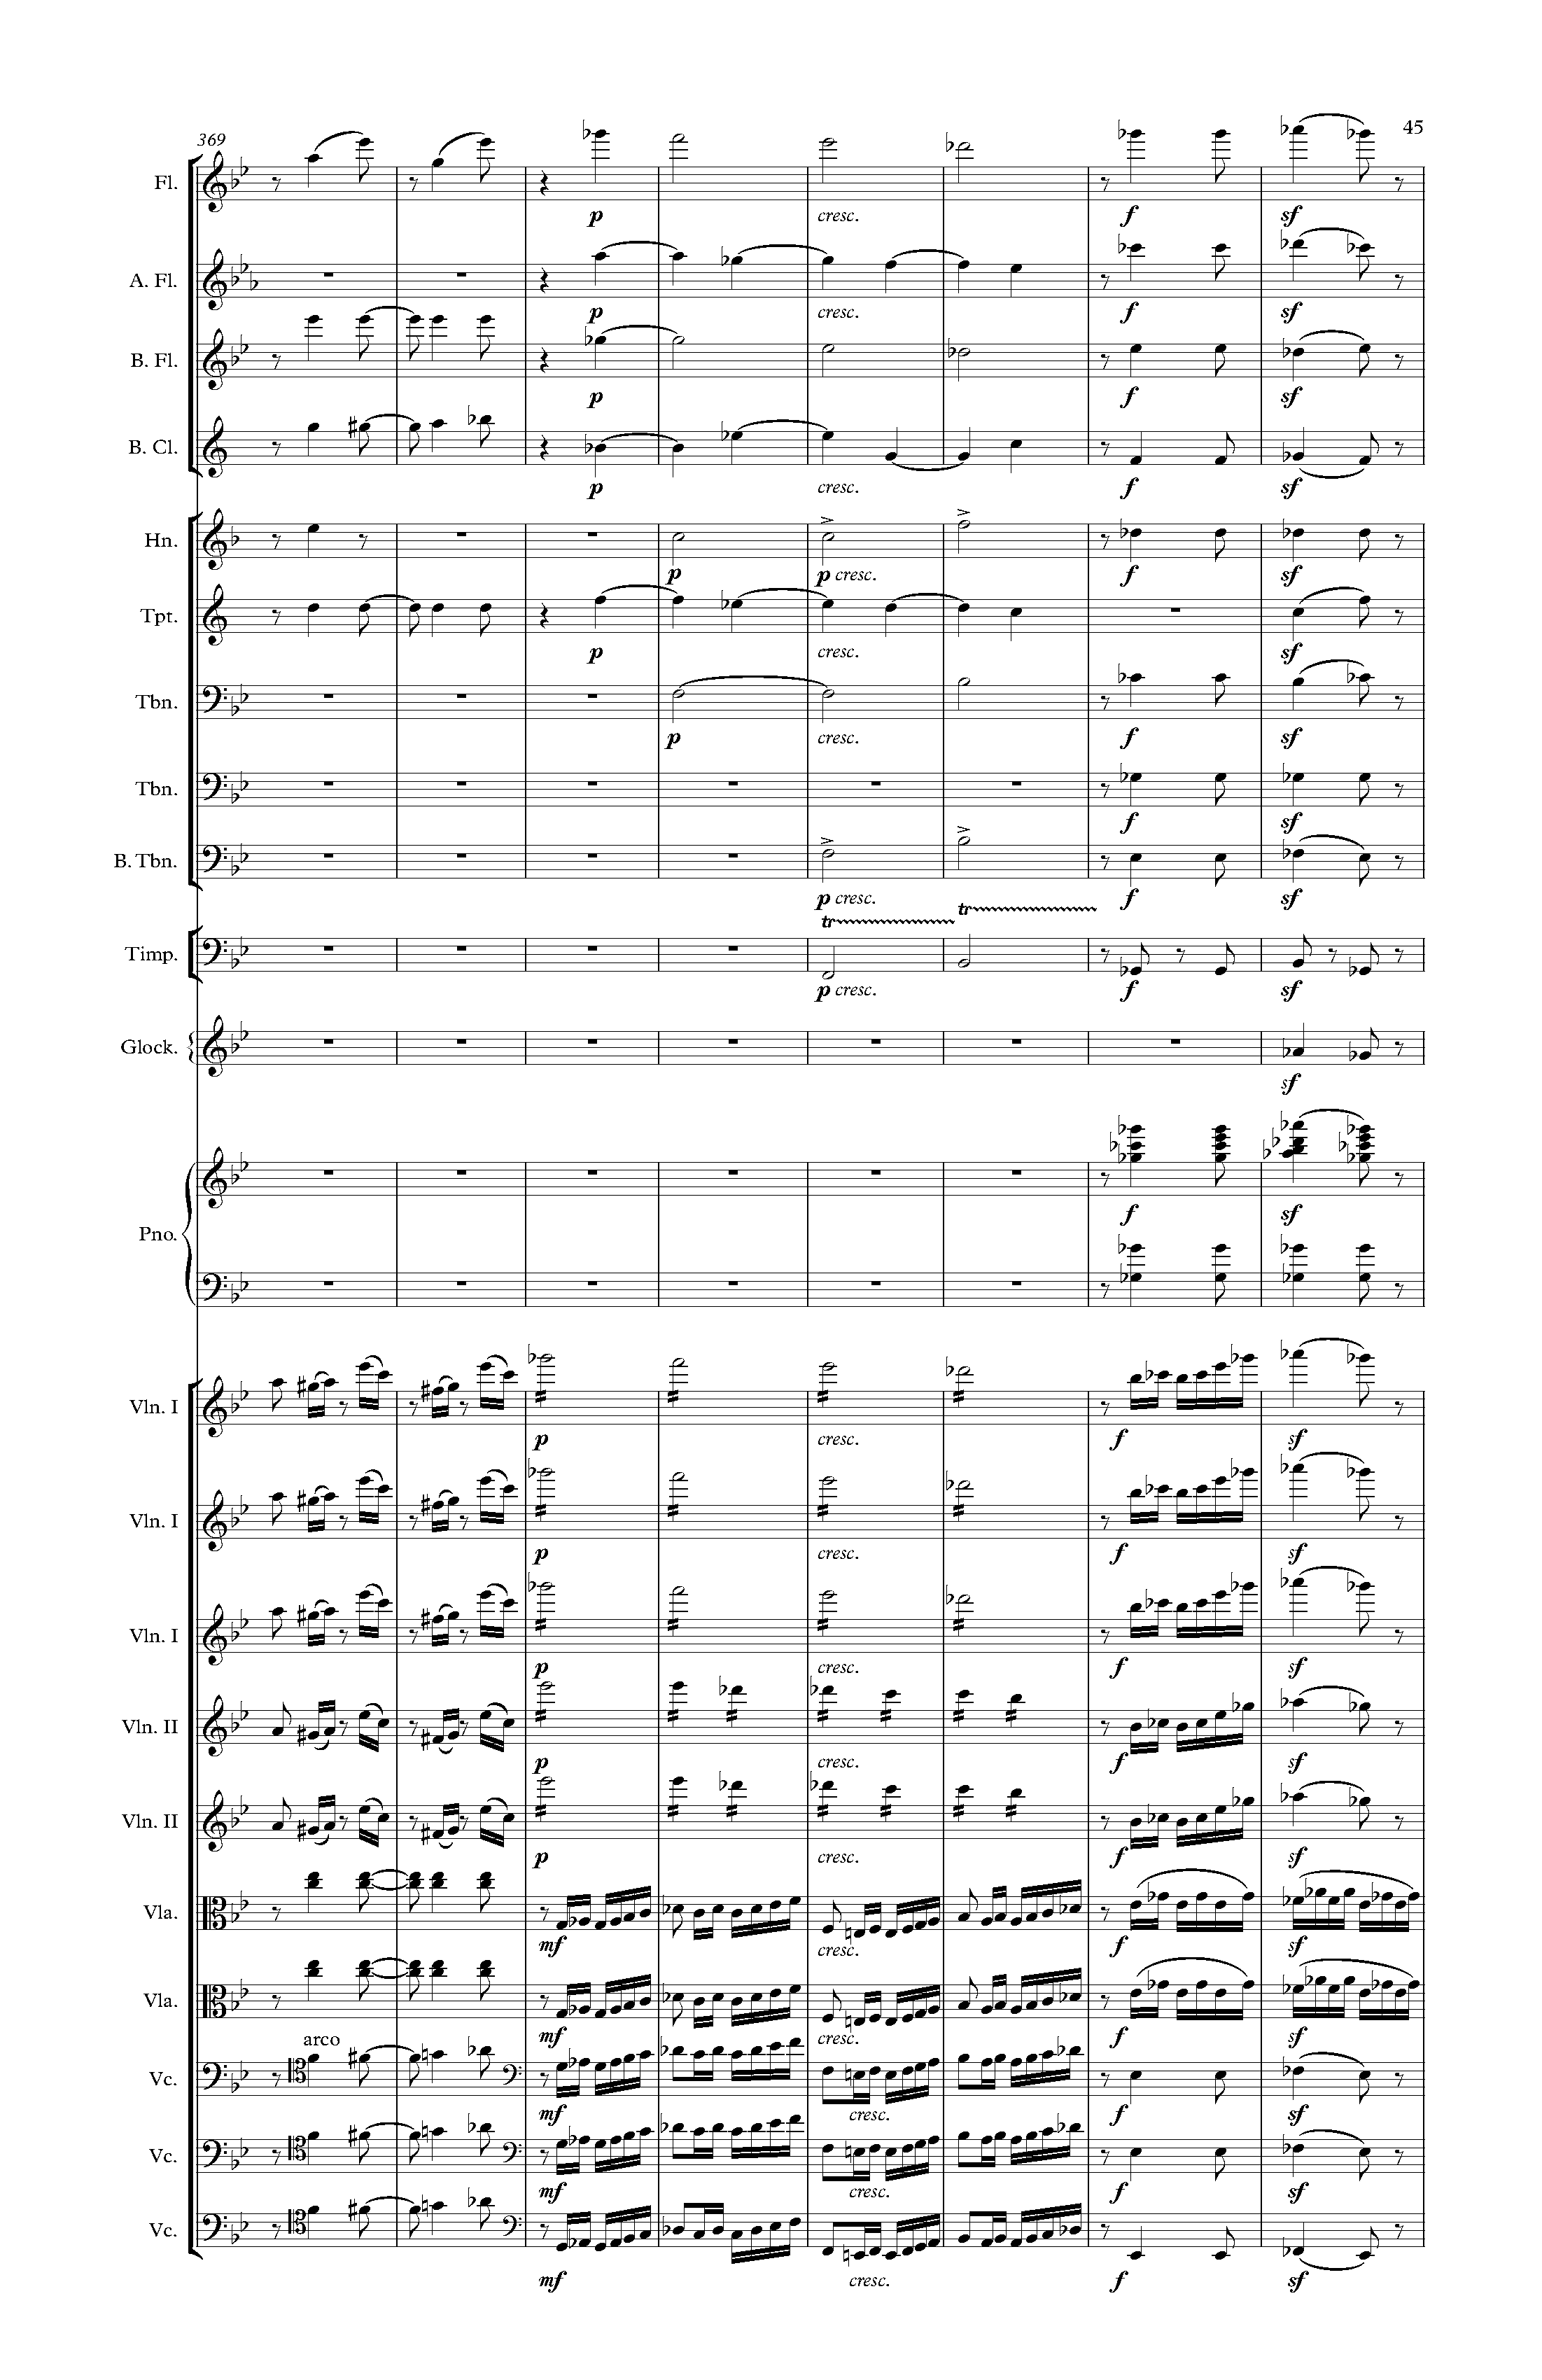 369
45
Fl.
p
cresc.
f
sf
A. Fl.
p
cresc.
f
sf
B. Fl.
p
f
sf
B. Cl.
p
cresc.
f
sf
Hn.
p
p cresc.
f
sf
Tpt.
p
cresc.
sf
Tbn.
p
cresc.
f
sf
Tbn.
f
sf
B. Tbn.
p cresc.
f
sf
tr
tr
Timp.
p cresc.
f
sf
Glock.
sf
Pno.
f
sf
Vln. I
p
cresc.
f
sf
Vln. I
p
cresc.
f
sf
Vln. I
p
cresc.
f
sf
Vln. II
p
cresc.
f
sf
Vln. II
p
cresc.
f
sf
Vla.
mf
cresc.
f
sf
Vla.
mf
cresc.
f
sf
arco
Vc.
mf
cresc.
f
sf
Vc.
mf
cresc.
f
sf
Vc.
mf
cresc.
f
sf